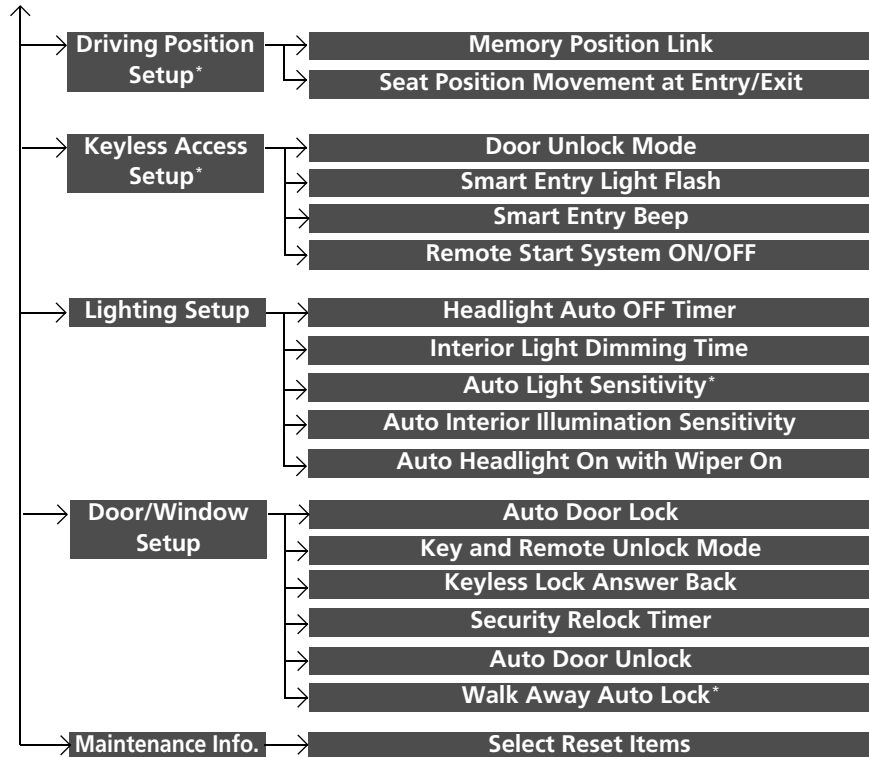 Driving Position
Setup*
Memory Position Link
Seat Position Movement at Entry/Exit
Keyless Access
Setup*
Door Unlock Mode
Smart Entry Light Flash
Smart Entry Beep
Remote Start System ON/OFF
Lighting Setup
Headlight Auto OFF Timer
Interior Light Dimming Time
Auto Light Sensitivity*
Auto Interior Illumination Sensitivity
Auto Headlight On with Wiper On
Door/Window
Setup
Auto Door Lock
Key and Remote Unlock Mode
Keyless Lock Answer Back
Security Relock Timer
Auto Door Unlock
Walk Away Auto Lock*
Maintenance Info.
Select Reset Items